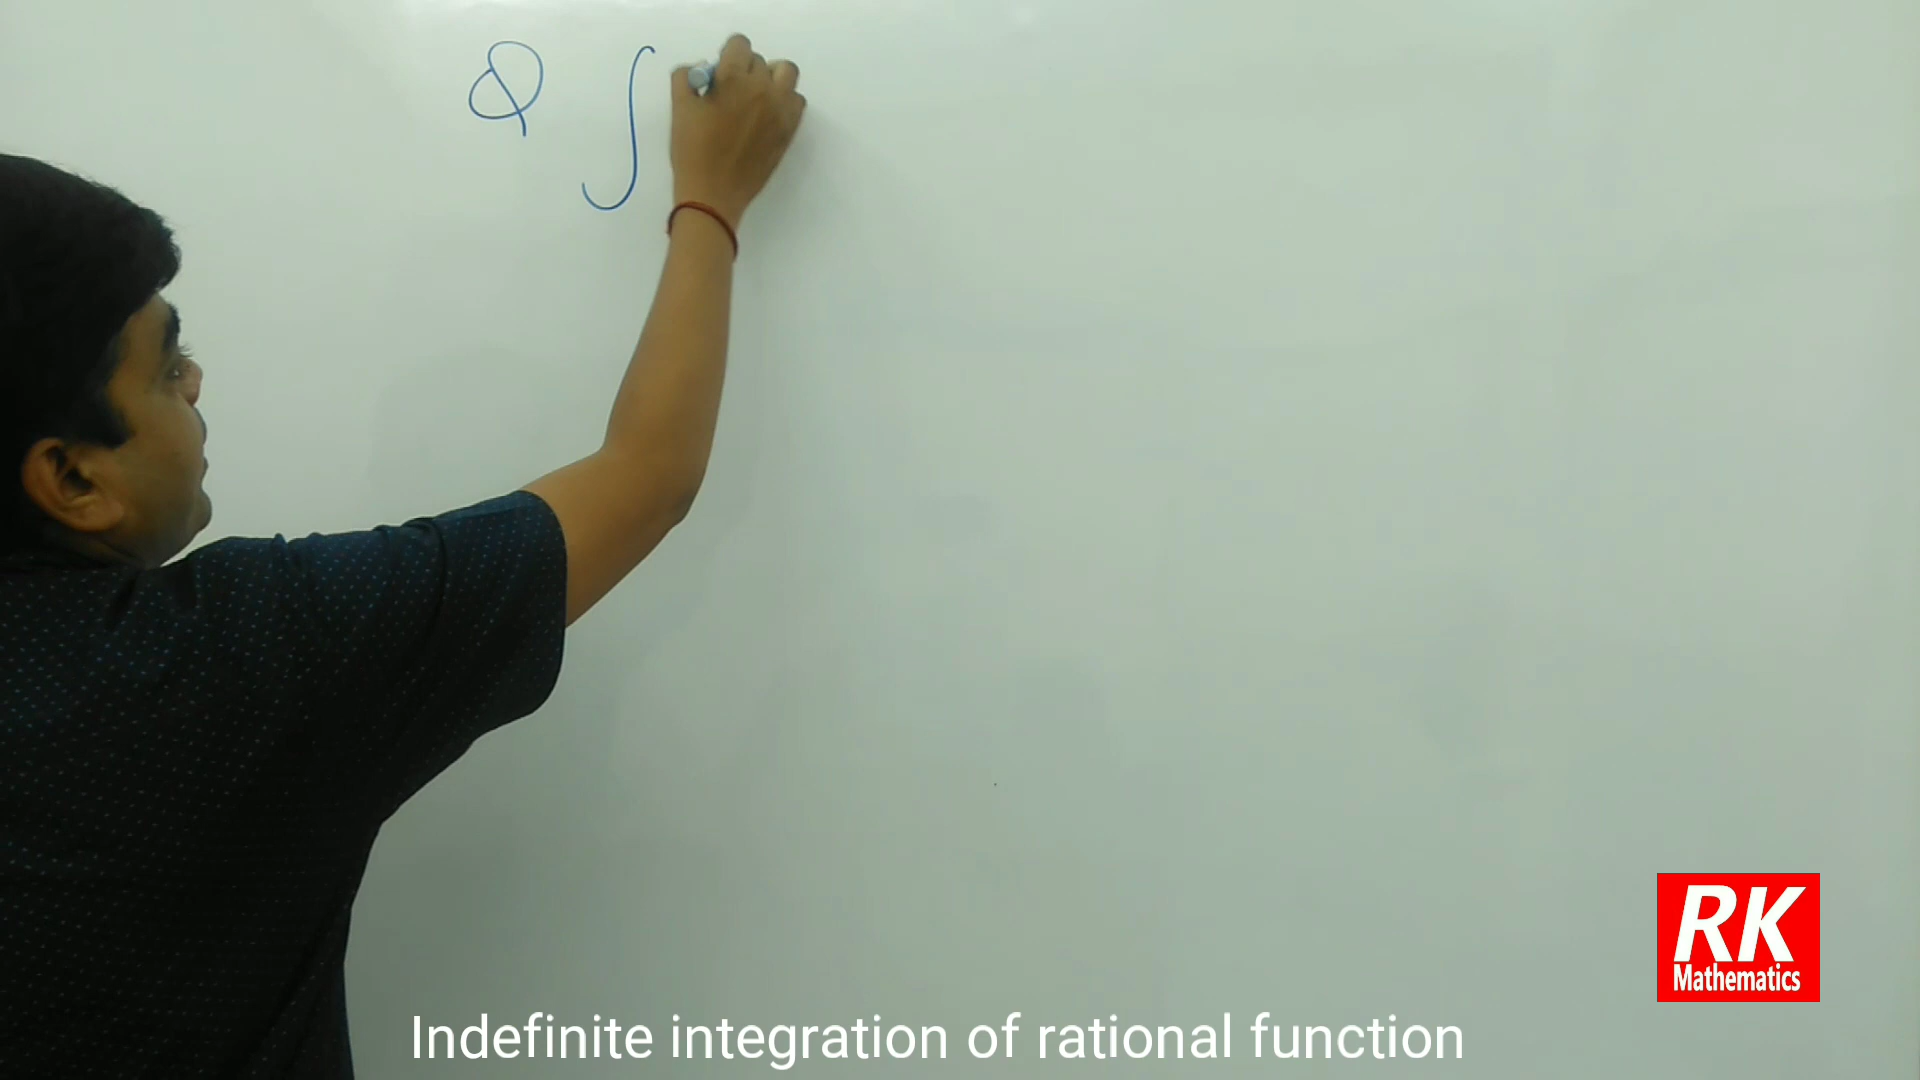 Q ∫
RK
Mathematics
Indefinite integration of rational function